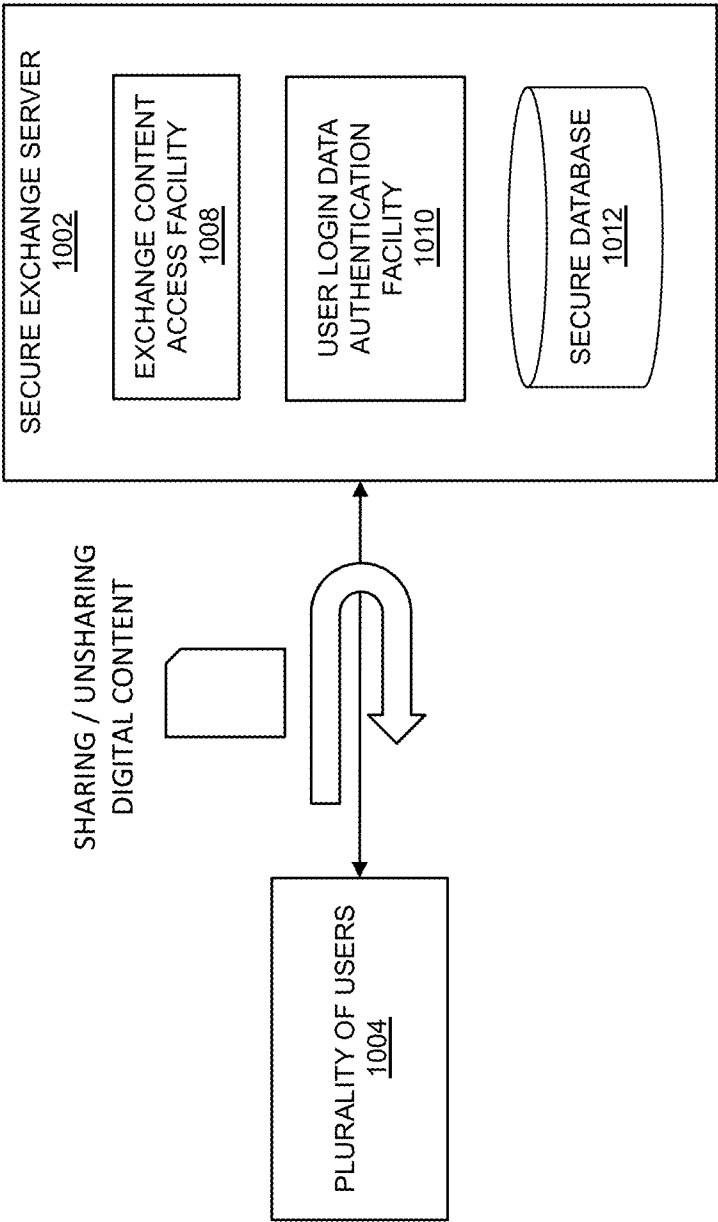 SECURE EXCHANGE SERVER
1002
EXCHANGE CONTENT
ACCESS FACILITY
1008
USER LOGIN DATA
AUTHENTICATION
FACILITY
1010
SECURE DATABASE
1012
SHARING / UNSHARING
DIGITAL CONTENT
PLURALITY OF USERS
1004